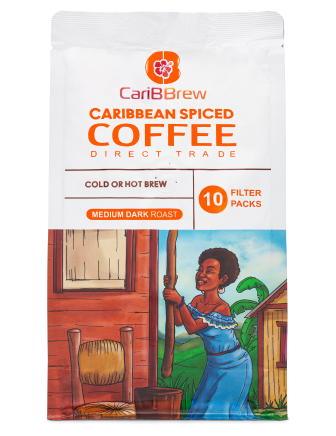 CariBBrew
CARIBBEAN SPICED
COFFEE
DIRECT TRADE
COLD OR HOT BREW
10 FILTER
PACKS
MEDIUM DARK ROAST